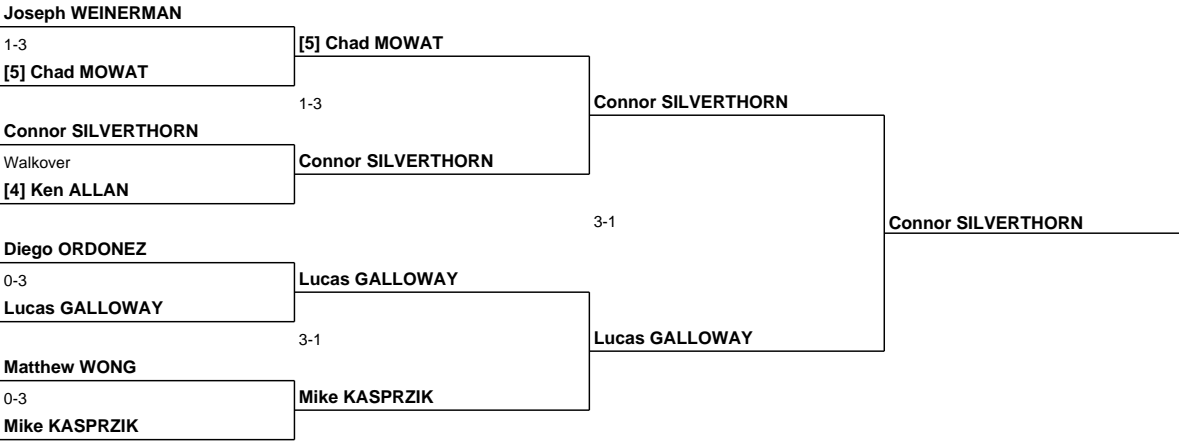 Joseph WEINERMAN
1-3
[5] Chad MOWAT
[5] Chad MOWAT
1-3
Connor SILVERTHORN
Connor SILVERTHORN
Walkover
Connor SILVERTHORN
[4] Ken ALLAN
3-1
Connor SILVERTHORN
Diego ORDONEZ
0-3
Lucas GALLOWAY
Lucas GALLOWAY
3-1
Lucas GALLOWAY
Matthew WONG
0-3
Mike KASPRZIK
Mike KASPRZIK